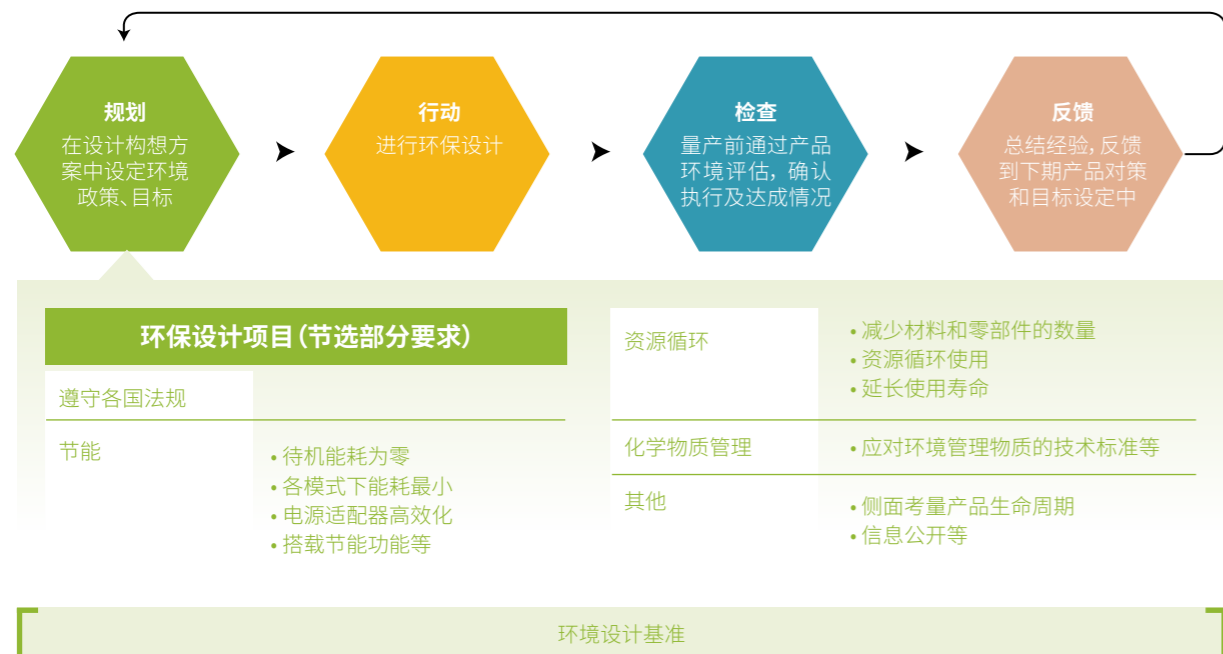 规划
在设计构想方
案中设定环境
政策、目标
行动
进行环保设计
检查
量产前通过产品
环境评估，确认
执行及达成情况
反馈
总结经验，反馈
到下期产品对策
和目标设定中
环保设计项目（节选部分要求）
遵守各国法规
节能
• 待机能耗为零
• 各模式下能耗最小
• 电源适配器高效化
• 搭载节能功能等
资源循环
• 减少材料和零部件的数量
• 资源循环使用
• 延长使用寿命
化学物质管理
• 应对环境管理物质的技术标准等
其他
• 侧面考量产品生命周期
• 信息公开等
环境设计基准